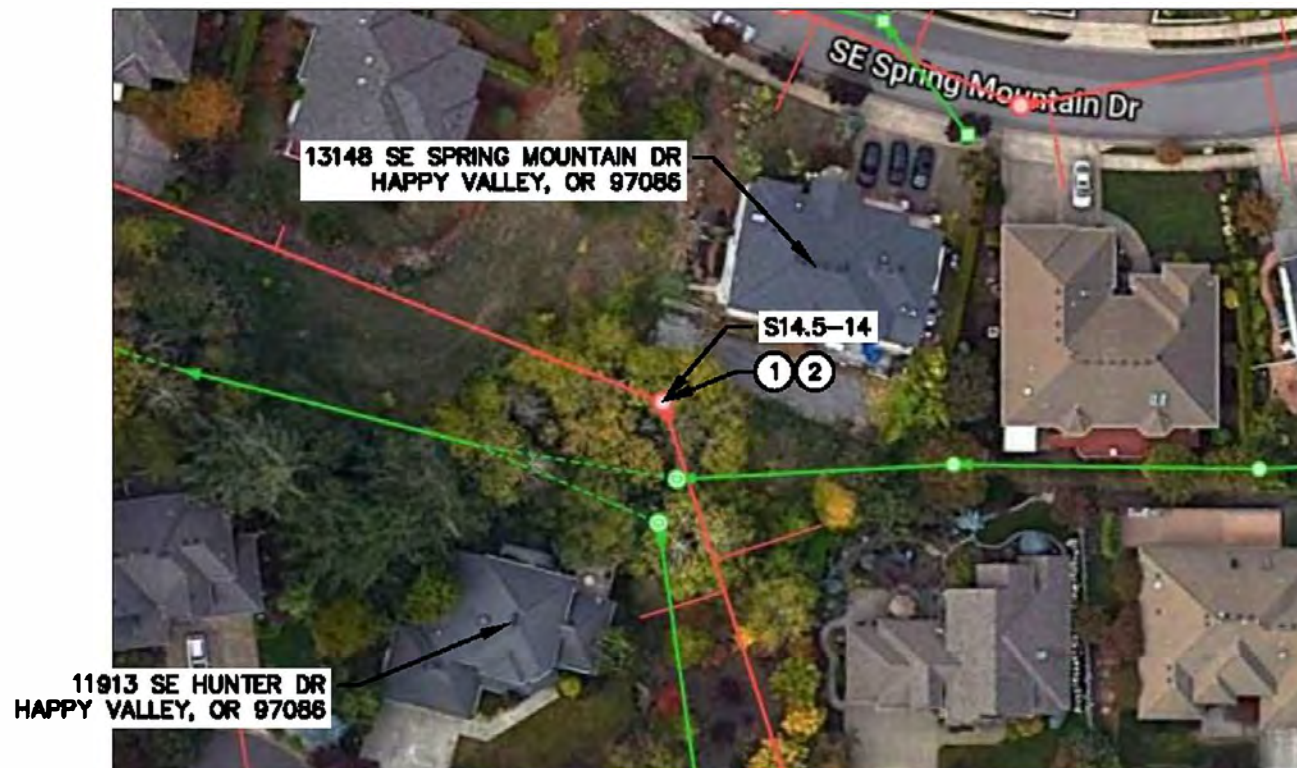 SE Spring Mountain Dr
13148 SE SPRING MOUNTAIN DR
HAPPY VALLEY, OR 97086
S14.5-14
1 2
11913 SE HUNTER DR
HAPPY VALLEY, OR 97086